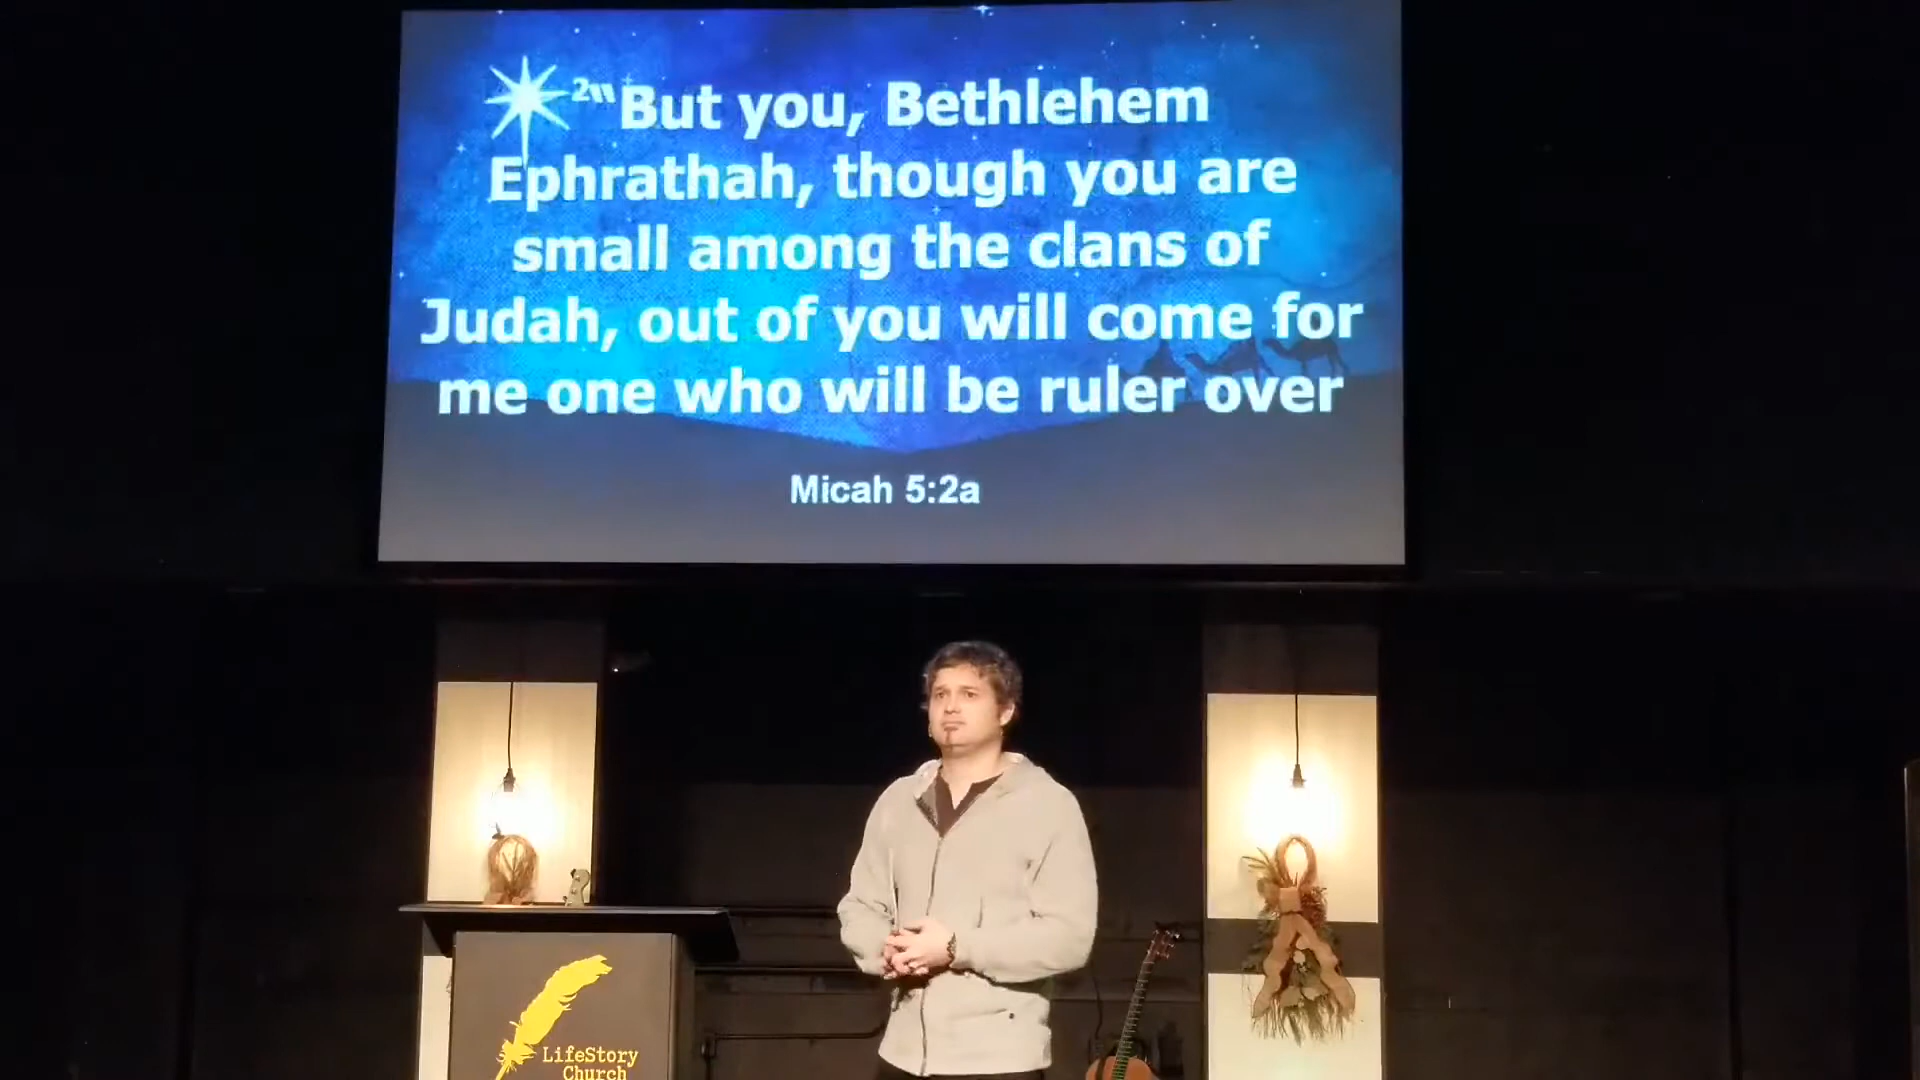 2“But you, Bethlehem
Ephrathah, though you are
small among the clans of
Judah, out of you will come for
me one who will be ruler over
Micah 5:2a
LifeStory
Church